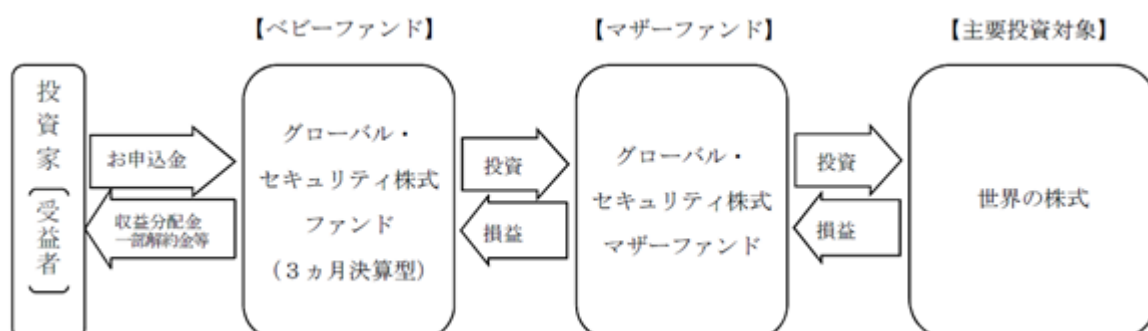 【ベビーファンド】
【マザーファンド】
【主要投資対象】
投資家
〔受益者〕
お申込金
収益分配金
一部解約金等
グローバル・
セキュリティ株式
ファンド
（３ヵ月決算型）
投資
損益
グローバル・
セキュリティ株式
マザーファンド
投資
損益
世界の株式